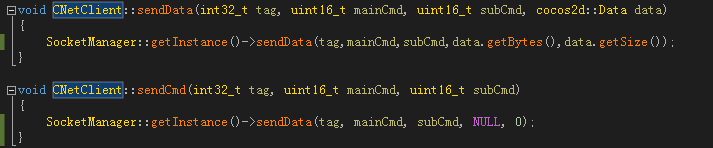 void CNetClient::sendData(int32_t tag, uint16_t mainCmd, uint16_t subCmd, cocos2d::Data data)
{
SocketManager::getInstance()->sendData(tag,mainCmd,subCmd,data.getBytes(),data.getSize());
}
void CNetClient::sendCmd(int32_t tag, uint16_t mainCmd, uint16_t subCmd)
{
SocketManager::getInstance()->sendData(tag, mainCmd, subCmd, NULL, 0);
}